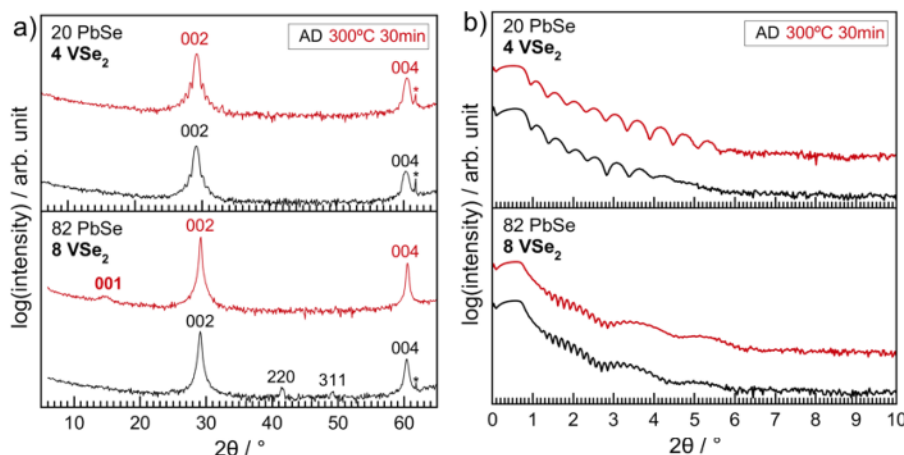 a)
20 PbSe
4 VSe₂
AD 300ºC 30min
002
004
*
002
004
*
82 PbSe
8 VSe₂
002
004
001
002
004
*
220
311
10 20 30 40 50 60
2θ / °
log(intensity) / arb. unit
b)
20 PbSe
4 VSe₂
AD 300ºC 30min
82 PbSe
8 VSe₂
0 1 2 3 4 5 6 7 8 9 10
2θ / °
log(intensity) / arb. unit